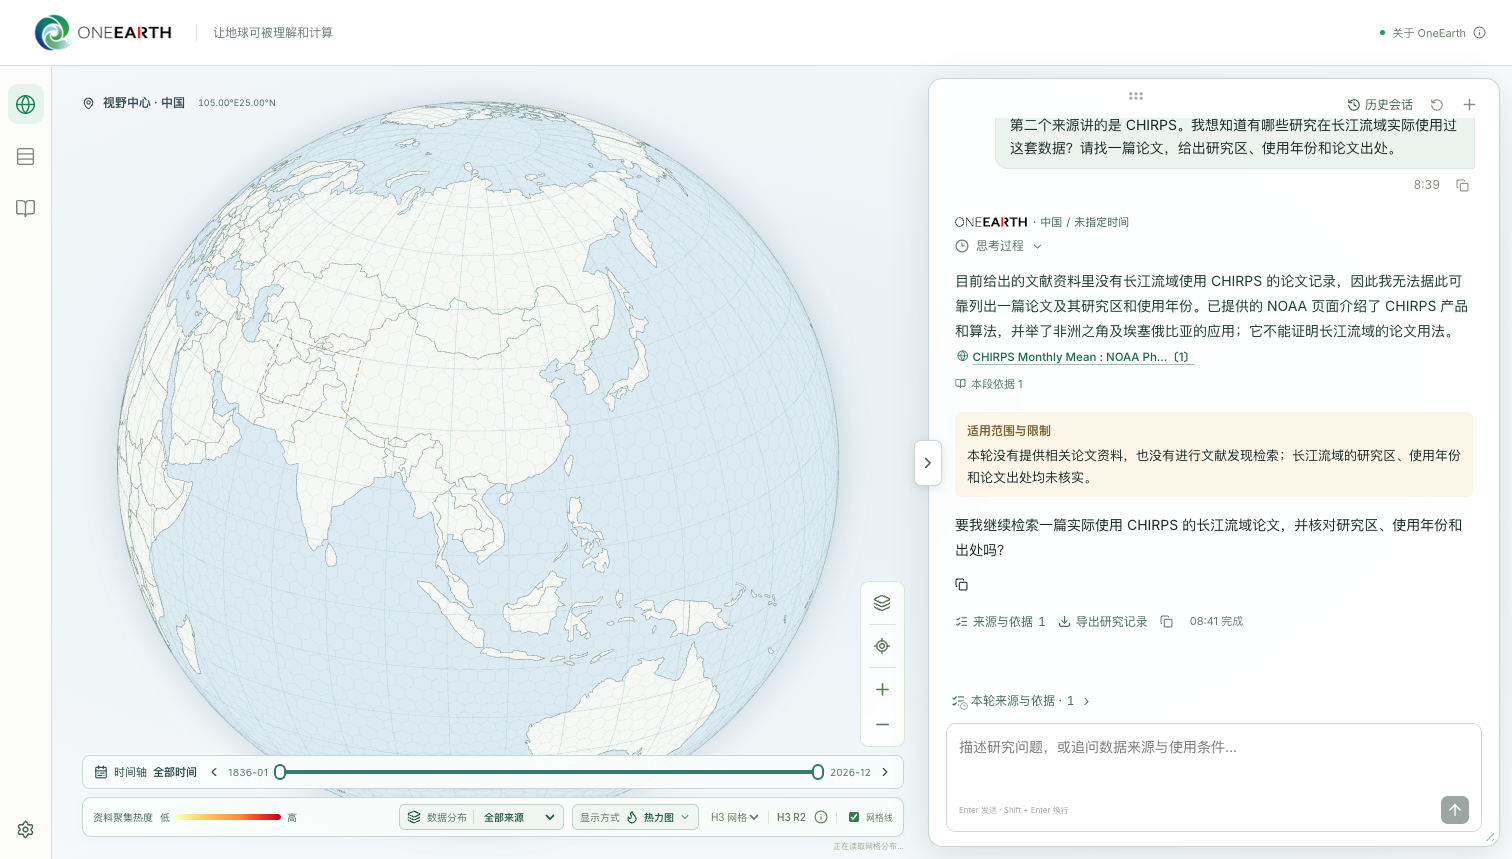 ONEEARTH
让地球可被理解和计算
关于 OneEarth
视野中心 · 中国
105.00°E25.00°N
历史会话
第二个来源讲的是 CHIRPS。我想知道有哪些研究在长江流域实际使用过
这套数据？请找一篇论文，给出研究区、使用年份和论文出处。
8:39
ONEEARTH · 中国 / 未指定时间
思考过程
目前给出的文献资料里没有长江流域使用 CHIRPS 的论文记录，因此我无法据此可
靠列出一篇论文及其研究区和使用年份。已提供的 NOAA 页面介绍了 CHIRPS 产品
和算法，并举了非洲之角及埃塞俄比亚的应用；它不能证明长江流域的论文用法。
CHIRPS Monthly Mean : NOAA Ph... [1]
本段依据 1
适用范围与限制
本轮没有提供相关论文资料，也没有进行文献发现检索；长江流域的研究区、使用年份
和论文出处均未核实。
要我继续检索一篇实际使用 CHIRPS 的长江流域论文，并核对研究区、使用年份和
出处吗？
来源与依据 1 导出研究记录 08:41 完成
本轮来源与依据 · 1
描述研究问题，或追问数据来源与使用条件...
Enter 发送 · Shift + Enter 换行
时间轴 全部时间 1836-01 2026-12
资料聚集热度 低 高 数据分布 全部来源 显示方式 热力图 H3 网格 H3 R2 网格线
正在读取网格分布...